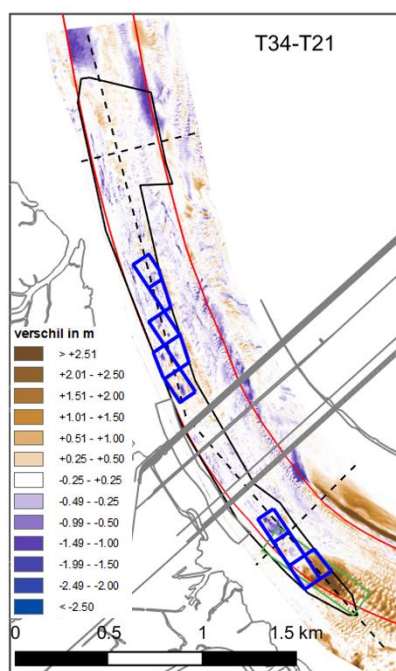 T34-T21
verschil in m
> +2.51
+2.01 - +2.50
+1.51 - +2.00
+1.01 - +1.50
+0.51 - +1.00
+0.25 - +0.50
-0.25 - +0.25
-0.49 - -0.25
-0.99 - -0.50
-1.49 - -1.00
-1.99 - -1.50
-2.49 - -2.00
< -2.50
0 0.5 1 1.5 km